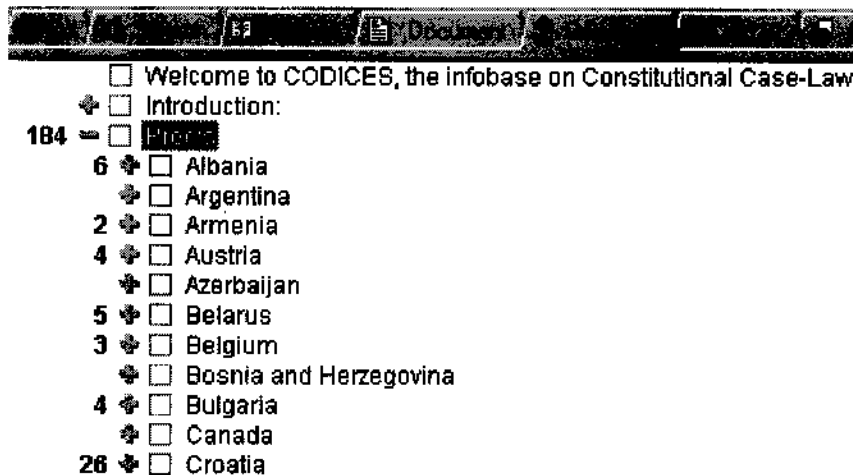 Document
Welcome to CODICES, the infobase on Constitutional Case-Law
Introduction:
184
6 Albania
Argentina
2 Armenia
4 Austria
Azerbaijan
5 Belarus
3 Belgium
Bosnia and Herzegovina
4 Bulgaria
Canada
26 Croatia